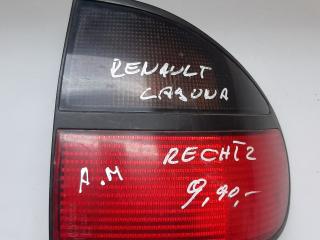 RENAULT
LAGUNA
RECHTS
A.M
9,90,-